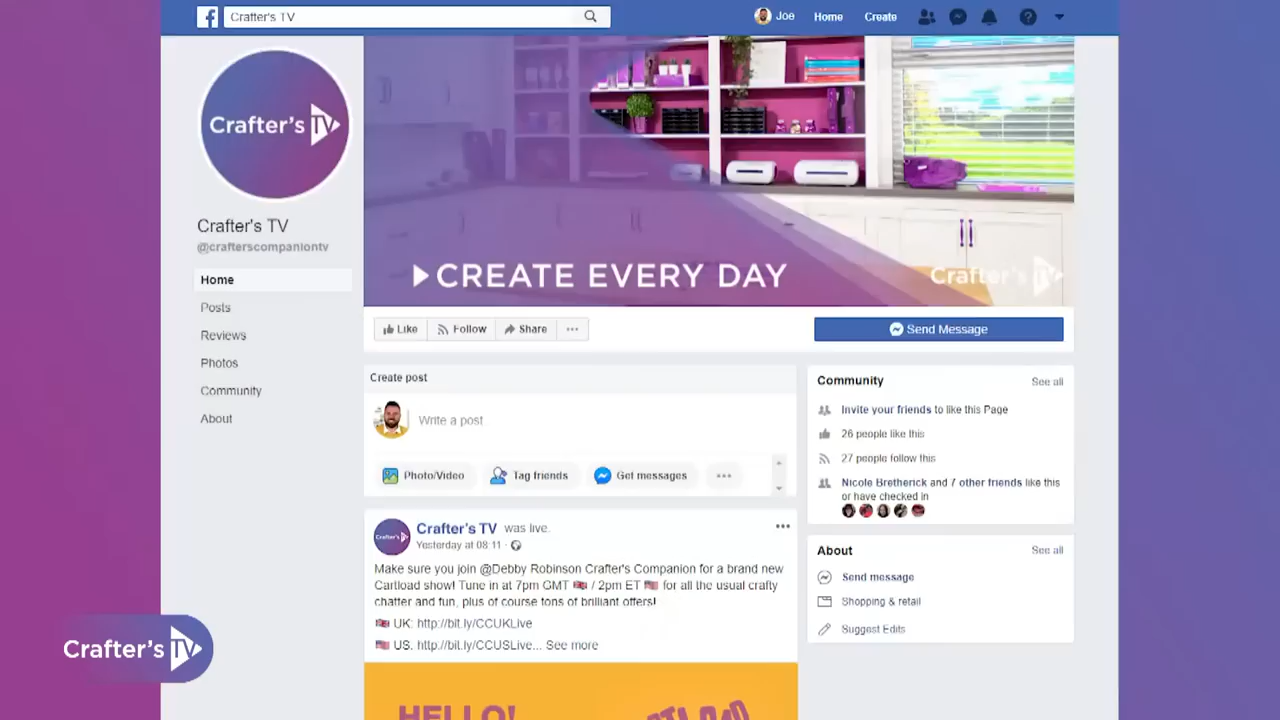 Crafter's TV
Joe
Home
Create
Crafter's TV
Crafter's TV
@crafterscompaniontv
Home
Posts
Reviews
Photos
Community
About
CREATE EVERY DAY
Crafter's TV
Like
Follow
Share
Send Message
Create post
Write a post
Photo/Video
Tag friends
Get messages
Crafter's TV was live.
Yesterday at 08:11
Make sure you join @Debby Robinson Crafter's Companion for a brand new
Cartload show! Tune in at 7pm GMT 🇬🇧 / 2pm ET 🇺🇸 for all the usual crafty
chatter and fun, plus of course tons of brilliant offers!
🇬🇧 UK: http://bit.ly/CCUKLive
🇺🇸 US: http://bit.ly/CCUSLive... See more
HELLO!
Community
See all
Invite your friends to like this Page
26 people like this
27 people follow this
Nicole Bretherick and 7 other friends like this
or have checked in
About
See all
Send message
Shopping & retail
Suggest Edits
Crafter's TV